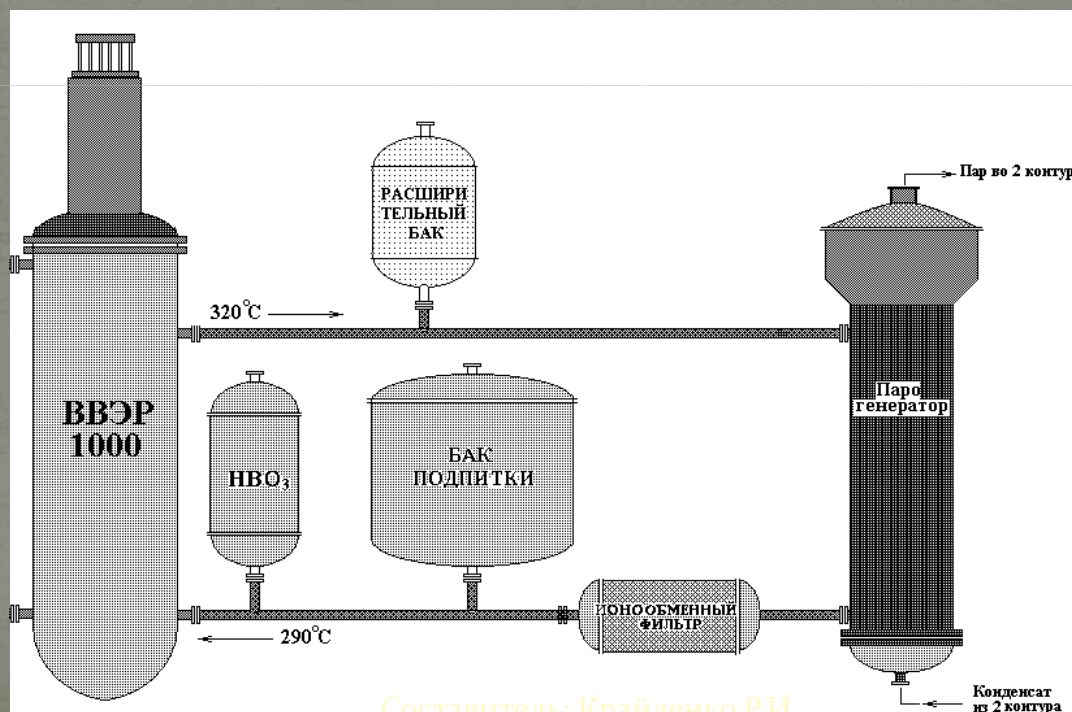 Пар во 2 контур
РАСШИРИ
ТЕЛЬНЫЙ
БАК
320°C
ВВЭР
1000
HBO₃
БАК
ПОДПИТКИ
Паро
генератор
ИОНООБМЕННЫЙ
ФИЛЬТР
290°C
Конденсат
из 2 контура
Составитель: Крайденко Р.И.